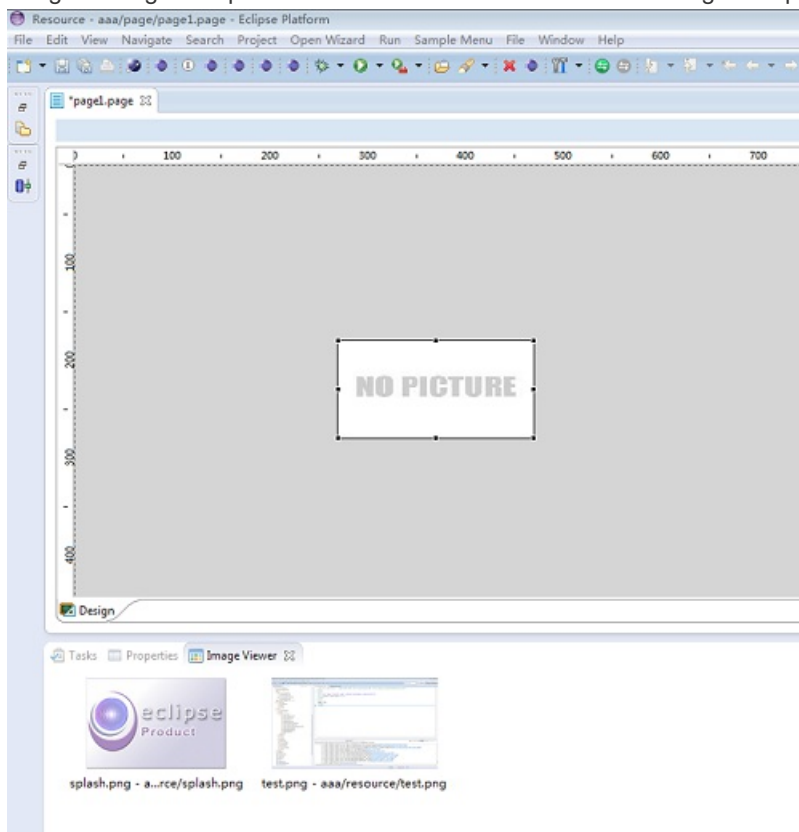 Resource - aaa/page/page1.page - Eclipse Platform
File Edit View Navigate Search Project Open Wizard Run Sample Menu File Window Help
*page1.page
0 100 200 300 400 500 600 700
100
200
NO PICTURE
300
400
Design
Tasks Properties Image Viewer
eclipse
Product
splash.png - a...rce/splash.png test.png - aaa/resource/test.png